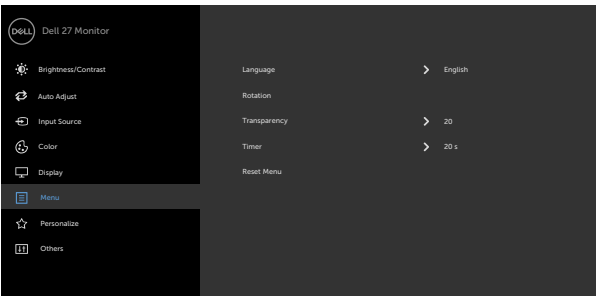 DELL Dell 27 Monitor
Brightness/Contrast
Auto Adjust
Input Source
Color
Display
Menu
Personalize
Others
Language English
Rotation
Transparency 20
Timer 20 s
Reset Menu